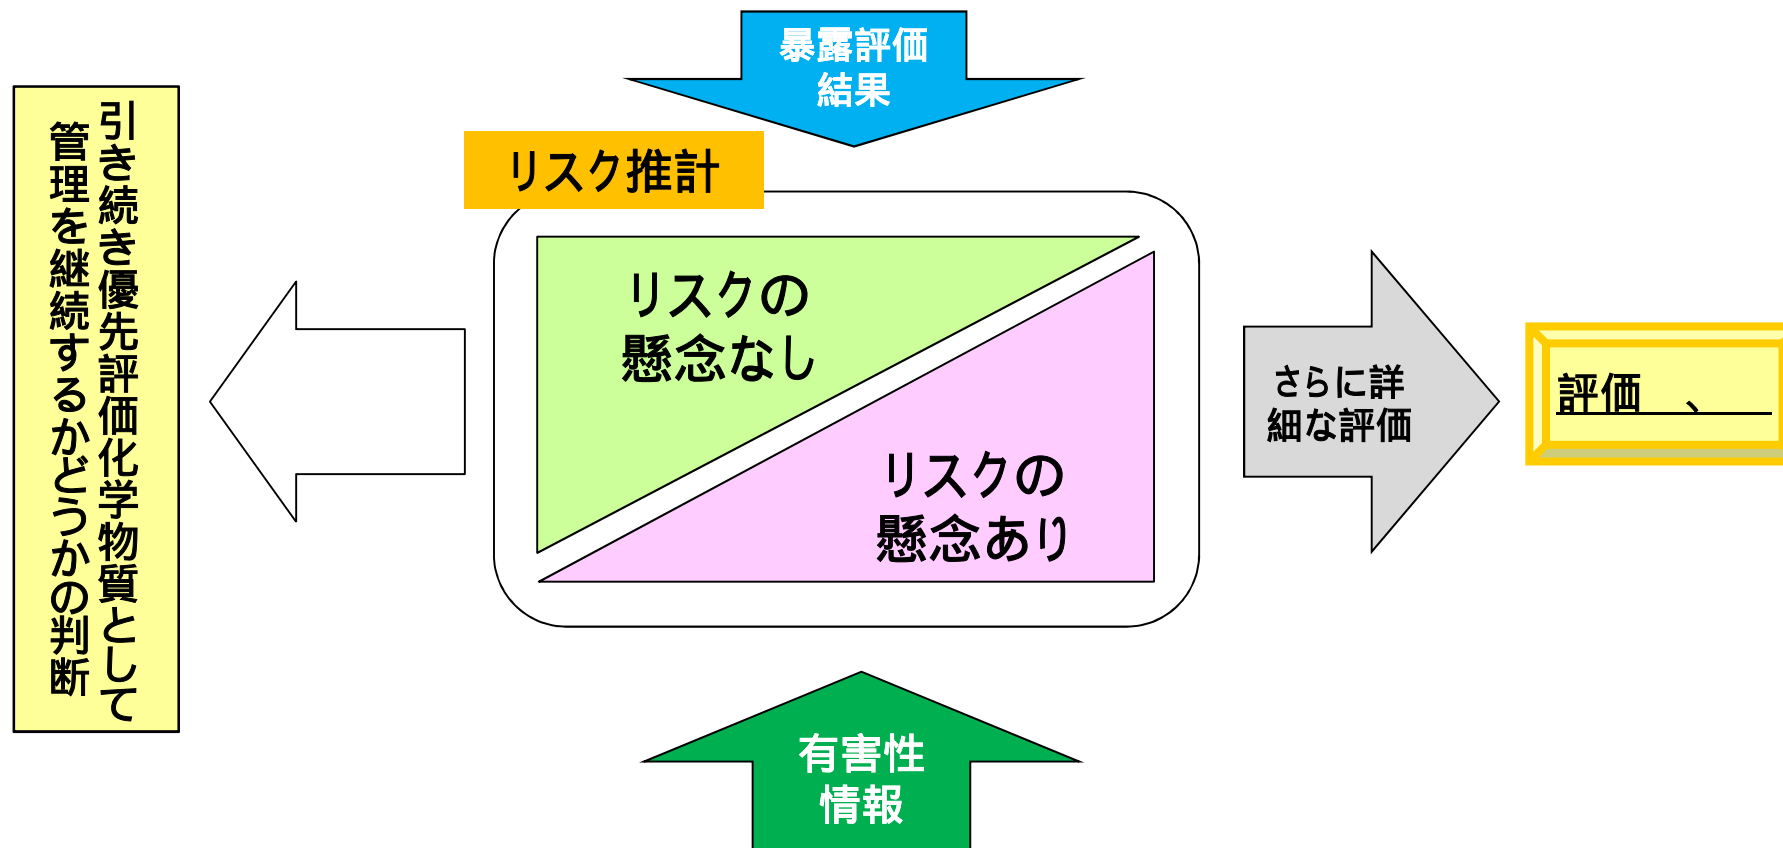 暴露評価
結果
リスク推計
引き続き優先評価化学物質として
管理を継続するかどうかの判断
リスクの
懸念なし
リスクの
懸念あり
さらに詳
細な評価
評価　、
有害性
情報